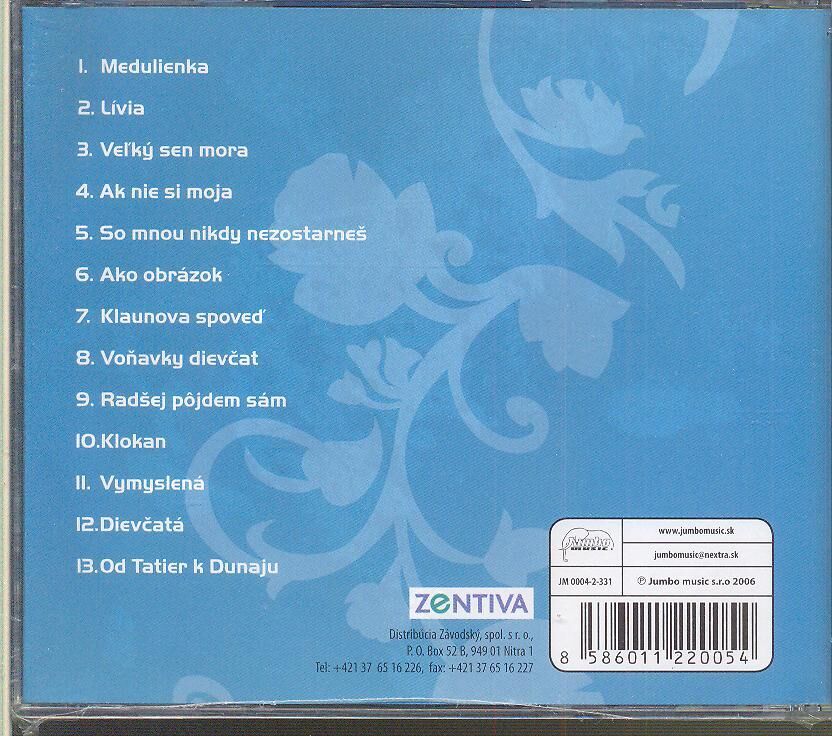 1. Medulienka
2. Lívia
3. Veľký sen mora
4. Ak nie si moja
5. So mnou nikdy nezostarneš
6. Ako obrázok
7. Klaunova spoveď
8. Voňavky dievčat
9. Radšej pôjdem sám
10. Klokan
11. Vymyslená
12. Dievčatá
13. Od Tatier k Dunaju
ZENTIVA
Distribúcia Závodský, spol. s r. o.,
P. O. Box 52 B, 949 01 Nitra 1
Tel: +421 37 65 16 226, fax: +421 37 65 16 227
Jumbo
MUSIC
www.jumbomusic.sk
jumbomusic@nextra.sk
JM 0004-2-331
℗ Jumbo music s.r.o 2006
8 586011 220054